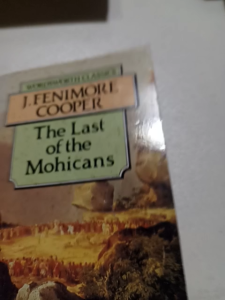 WORDSWORTH CLASSICS
J. FENIMORE
COOPER
The Last
of the
Mohicans